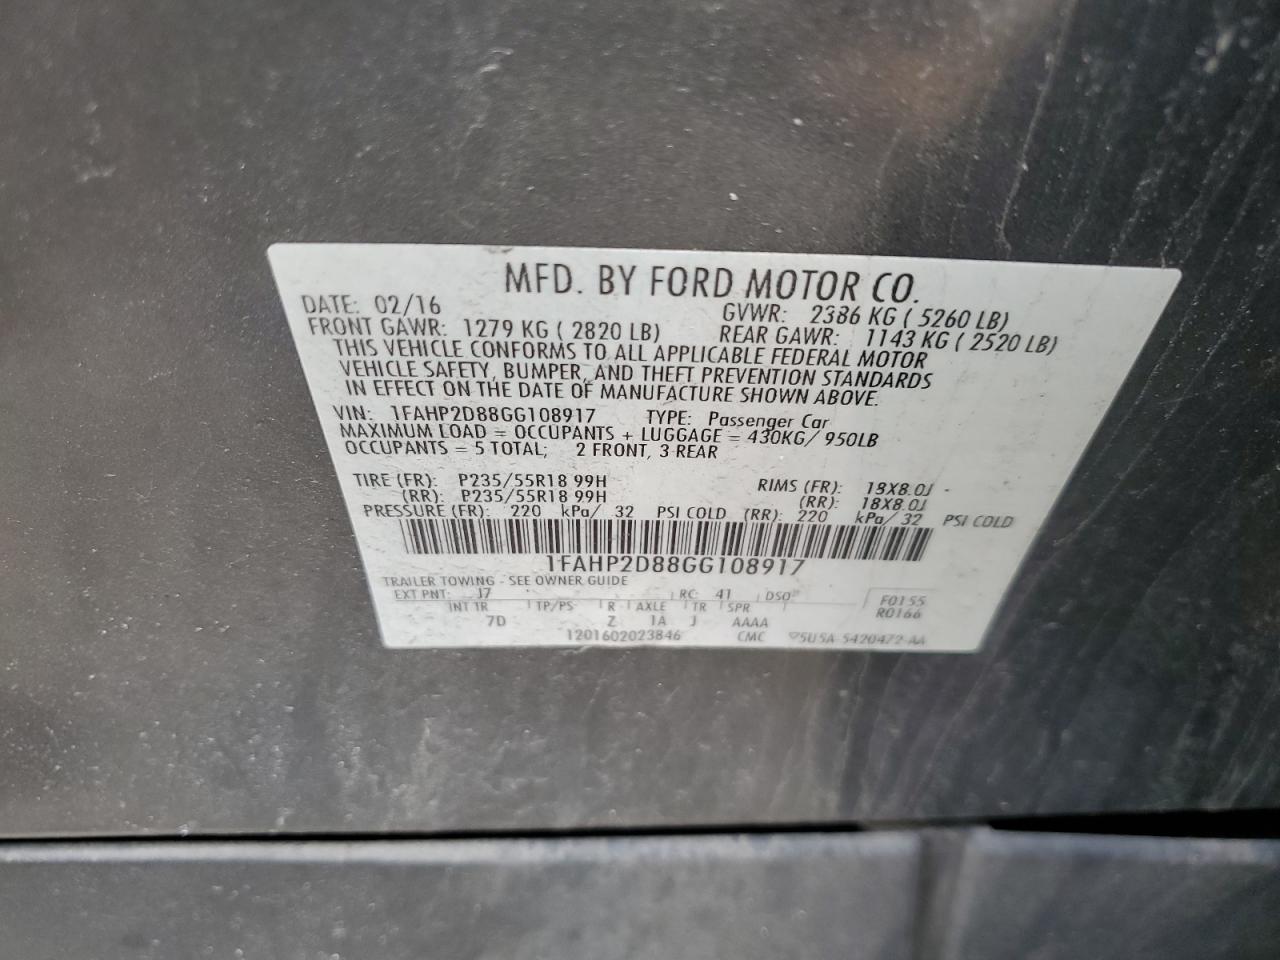 MFD. BY FORD MOTOR CO.
DATE: 02/16 GVWR: 2386 KG ( 5260 LB)
FRONT GAWR: 1279 KG ( 2820 LB) REAR GAWR: 1143 KG ( 2520 LB)
THIS VEHICLE CONFORMS TO ALL APPLICABLE FEDERAL MOTOR
VEHICLE SAFETY, BUMPER, AND THEFT PREVENTION STANDARDS
IN EFFECT ON THE DATE OF MANUFACTURE SHOWN ABOVE.
VIN: 1FAHP2D88GG108917 TYPE: Passenger Car
MAXIMUM LOAD = OCCUPANTS + LUGGAGE = 430KG/ 950LB
OCCUPANTS = 5 TOTAL; 2 FRONT, 3 REAR
TIRE (FR): P235/55R18 99H RIMS (FR): 18X8.0J
(RR): P235/55R18 99H (RR): 18X8.0J
PRESSURE (FR): 220 kPa/ 32 PSI COLD (RR): 220 kPa/ 32 PSI COLD
1FAHP2D88GG108917
TRAILER TOWING - SEE OWNER GUIDE
EXT PNT: J7 RC: 41 DSO: F0155
INT TR TP/PS R AXLE TR SPR R0166
7D Z 1A J AAAA
1201602023846 CMC 5U5A-5420472-AA